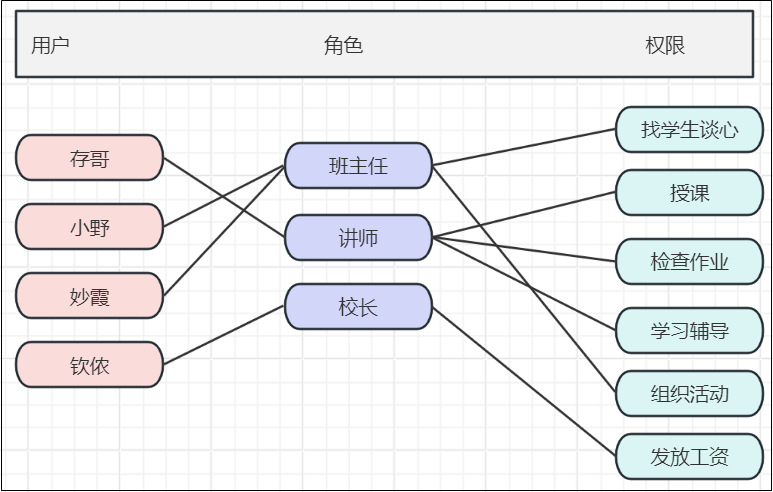 用户
角色
权限
存哥
小野
妙霞
钦侬
班主任
讲师
校长
找学生谈心
授课
检查作业
学习辅导
组织活动
发放工资